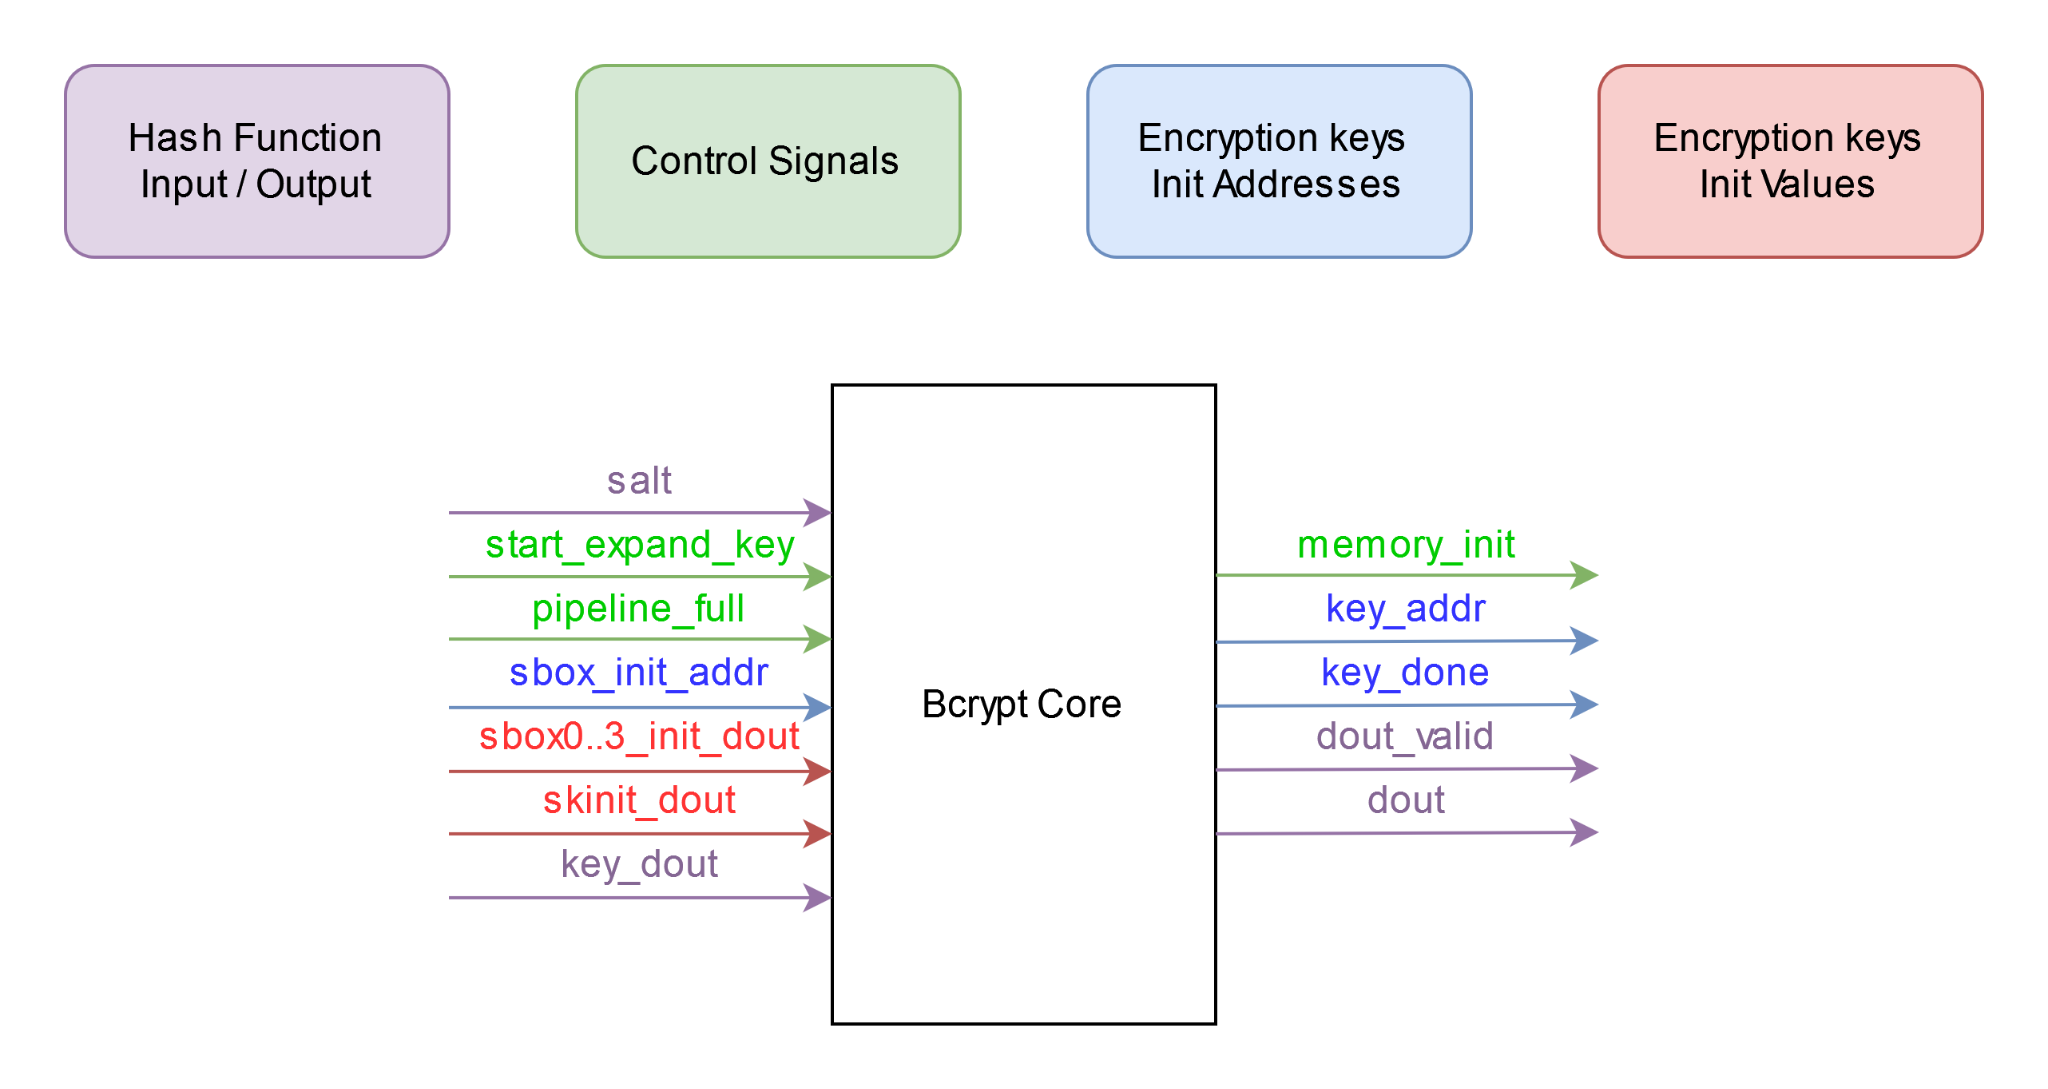 Hash Function
Input / Output
Control Signals
Encryption keys
Init Addresses
Encryption keys
Init Values
salt
start_expand_key
pipeline_full
sbox_init_addr
sbox0..3_init_dout
skinit_dout
key_dout
Bcrypt Core
memory_init
key_addr
key_done
dout_valid
dout